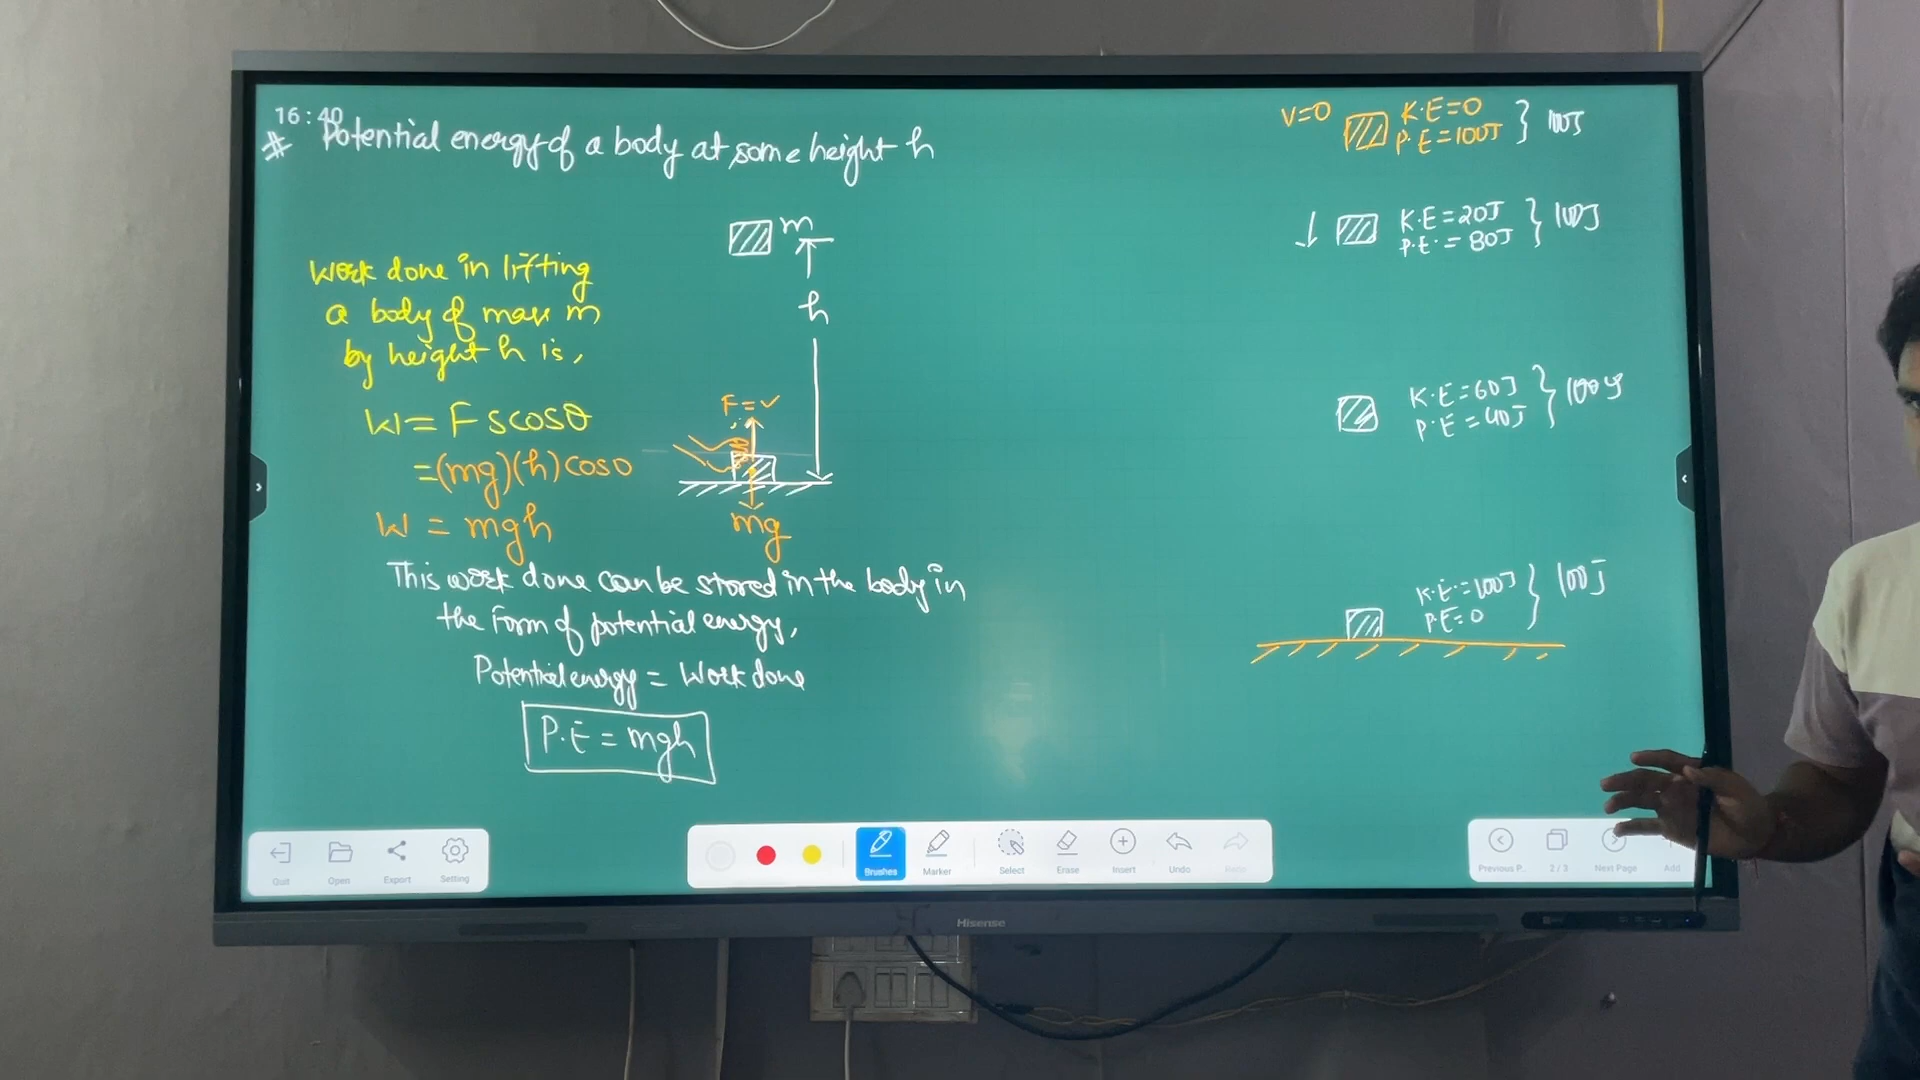 16:40
* Potential energy of a body at some height h
m
h
Work done in lifting
a body of mass m
by height h is,
W = F s cosθ
= (mg)(h) cos0
W = mgh
F = ✓
mg
This work done can be stored in the body in
the form of potential energy,
Potential energy = Work done
P.E = mgh
V=0 K.E=0
P.E=100J } 100J
↓ K.E=20J
P.E.=80J } 100J
K.E=60J
P.E=40J } 100J
K.E.=100J
P.E=0 } 100J
Quit Open Export Setting
Brushes Marker Select Erase Insert Undo Redo
Previous P.. 2/3 Next Page Add
Hisense